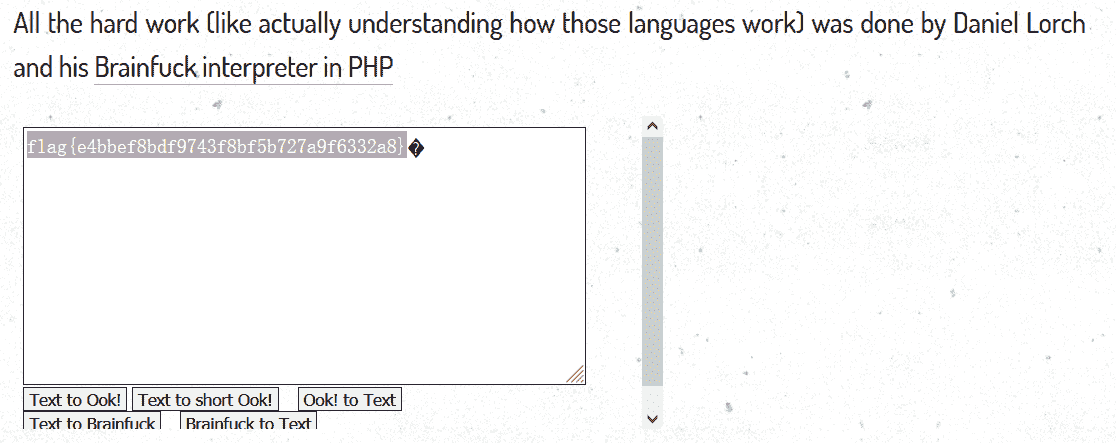 All the hard work (like actually understanding how those languages work) was done by Daniel Lorch
and his Brainfuck interpreter in PHP
flag{e4bbef8bdf9743f8bf5b727a9f6332a8}�
Text to Ook! Text to short Ook! Ook! to Text
Text to Brainfuck Brainfuck to Text